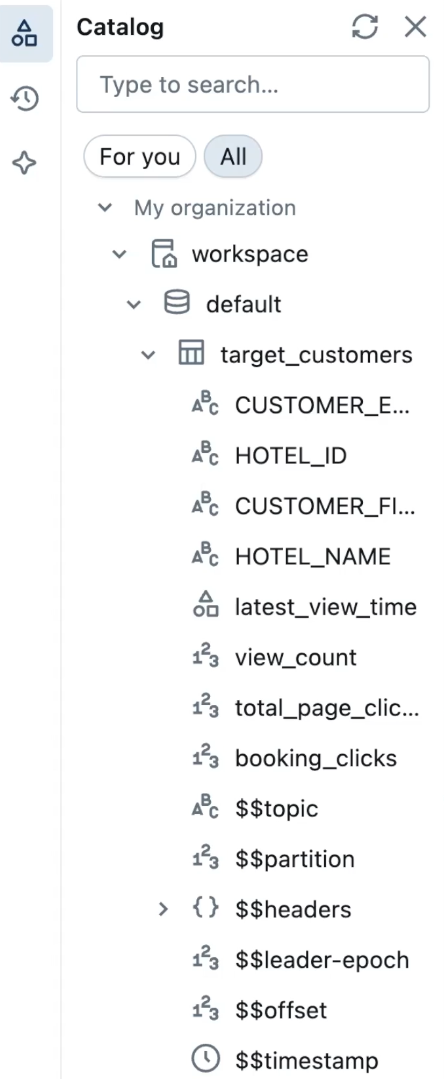 Catalog
Type to search...
For you All
My organization
workspace
default
target_customers
CUSTOMER_E...
HOTEL_ID
CUSTOMER_FI...
HOTEL_NAME
latest_view_time
view_count
total_page_clic...
booking_clicks
$$topic
$$partition
$$headers
$$leader-epoch
$$offset
$$timestamp